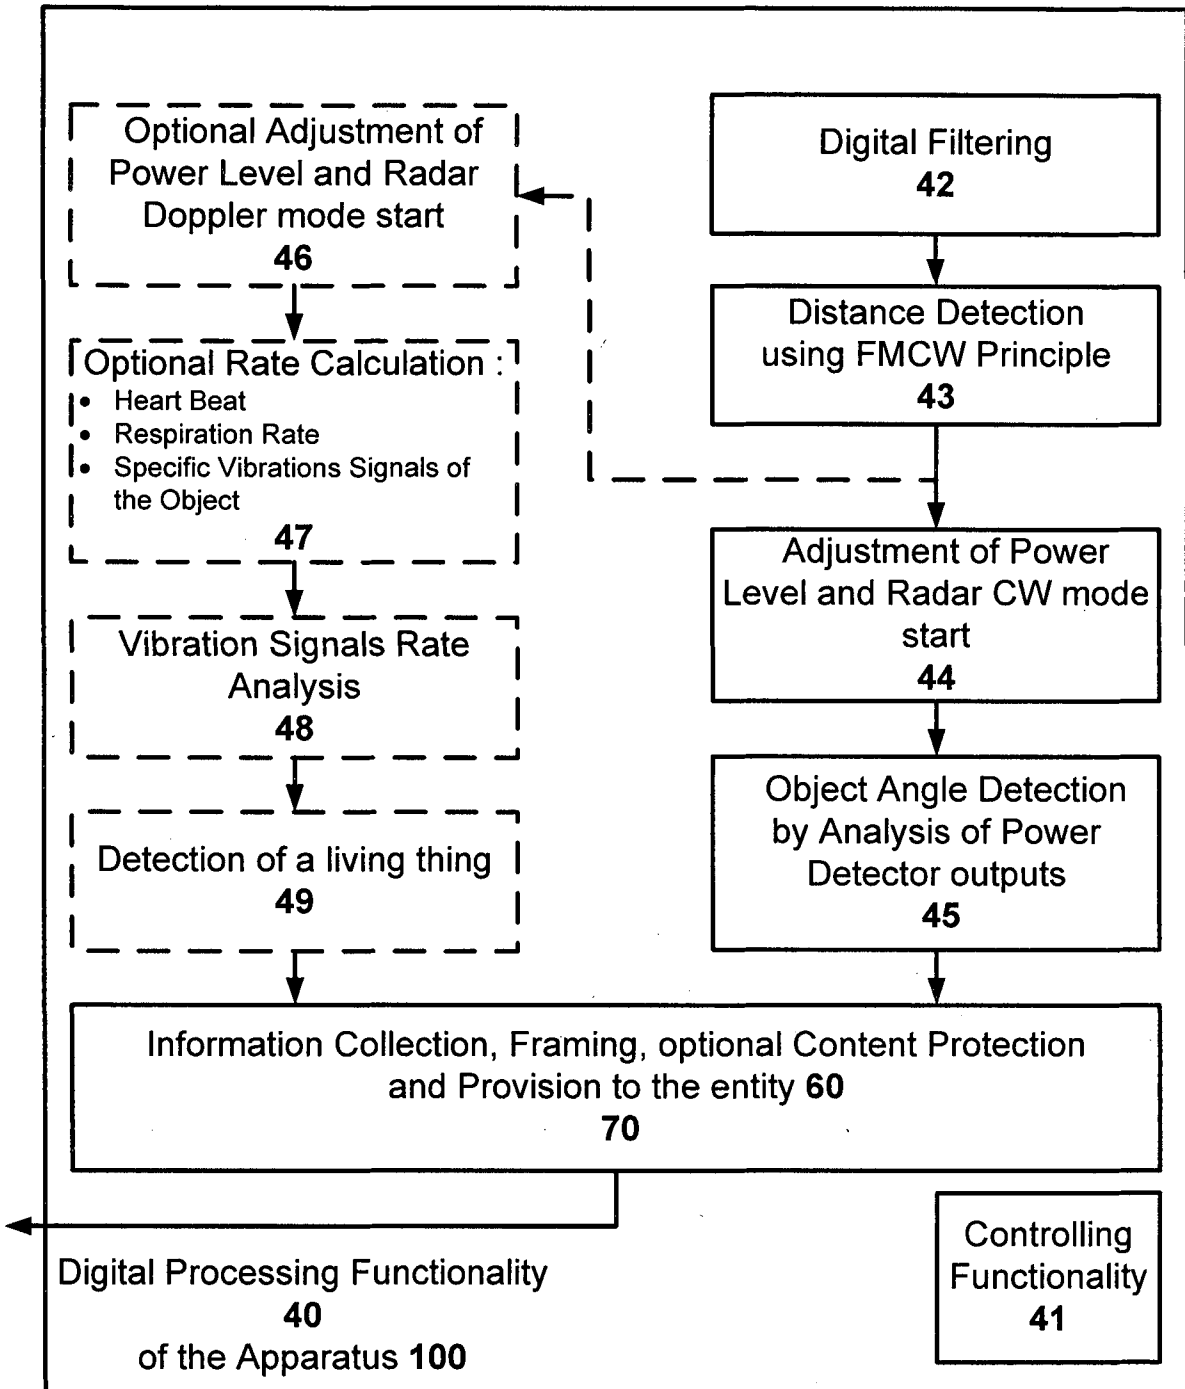 Optional Adjustment of
Power Level and Radar
Doppler mode start
46
Optional Rate Calculation :
• Heart Beat
• Respiration Rate
• Specific Vibrations Signals of
the Object
47
Vibration Signals Rate
Analysis
48
Detection of a living thing
49
Digital Filtering
42
Distance Detection
using FMCW Principle
43
Adjustment of Power
Level and Radar CW mode
start
44
Object Angle Detection
by Analysis of Power
Detector outputs
45
Information Collection, Framing, optional Content Protection
and Provision to the entity 60
70
Digital Processing Functionality
40
of the Apparatus 100
Controlling
Functionality
41